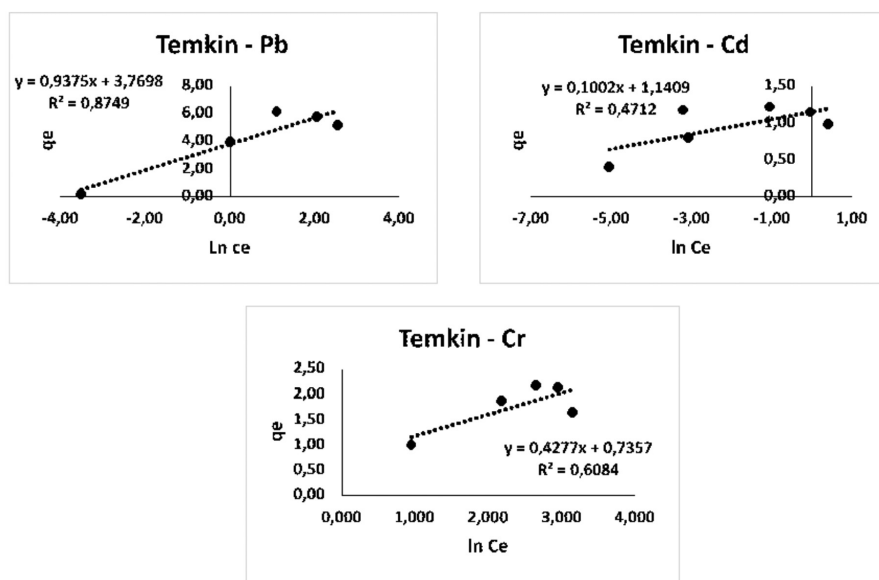 Temkin - Pb
y = 0,9375x + 3,7698
R² = 0,8749
8,00
6,00
4,00
2,00
0,00
qe
-4,00 -2,00 0,00 2,00 4,00
Ln ce
Temkin - Cd
y = 0,1002x + 1,1409
R² = 0,4712
1,50
1,00
0,50
0,00
qe
-7,00 -5,00 -3,00 -1,00 1,00
ln Ce
Temkin - Cr
2,50
2,00
1,50
1,00
0,50
0,00
qe
y = 0,4277x + 0,7357
R² = 0,6084
0,000 1,000 2,000 3,000 4,000
ln Ce